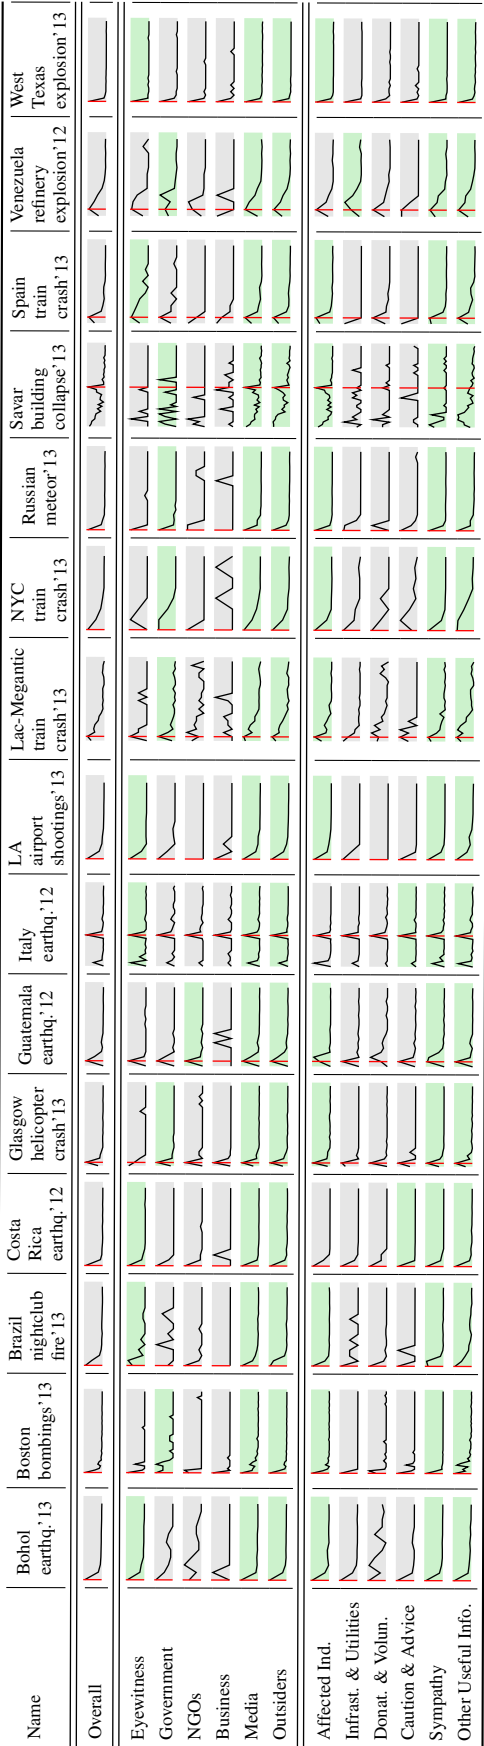 Name
Bohol
earthq.'13
Boston
bombings'13
Brazil
nightclub
fire'13
Costa
Rica
earthq.'12
Glasgow
helicopter
crash'13
Guatemala
earthq.'12
Italy
earthq.'12
LA
airport
shootings'13
Lac-Megantic
train
crash'13
NYC
train
crash'13
Russian
meteor'13
Savar
building
collapse'13
Spain
train
crash'13
Venezuela
refinery
explosion'12
West
Texas
explosion'13
Overall
Eyewitness
Government
NGOs
Business
Media
Outsiders
Affected Ind.
Infrast. & Utilities
Donat. & Volun.
Caution & Advice
Sympathy
Other Useful Info.